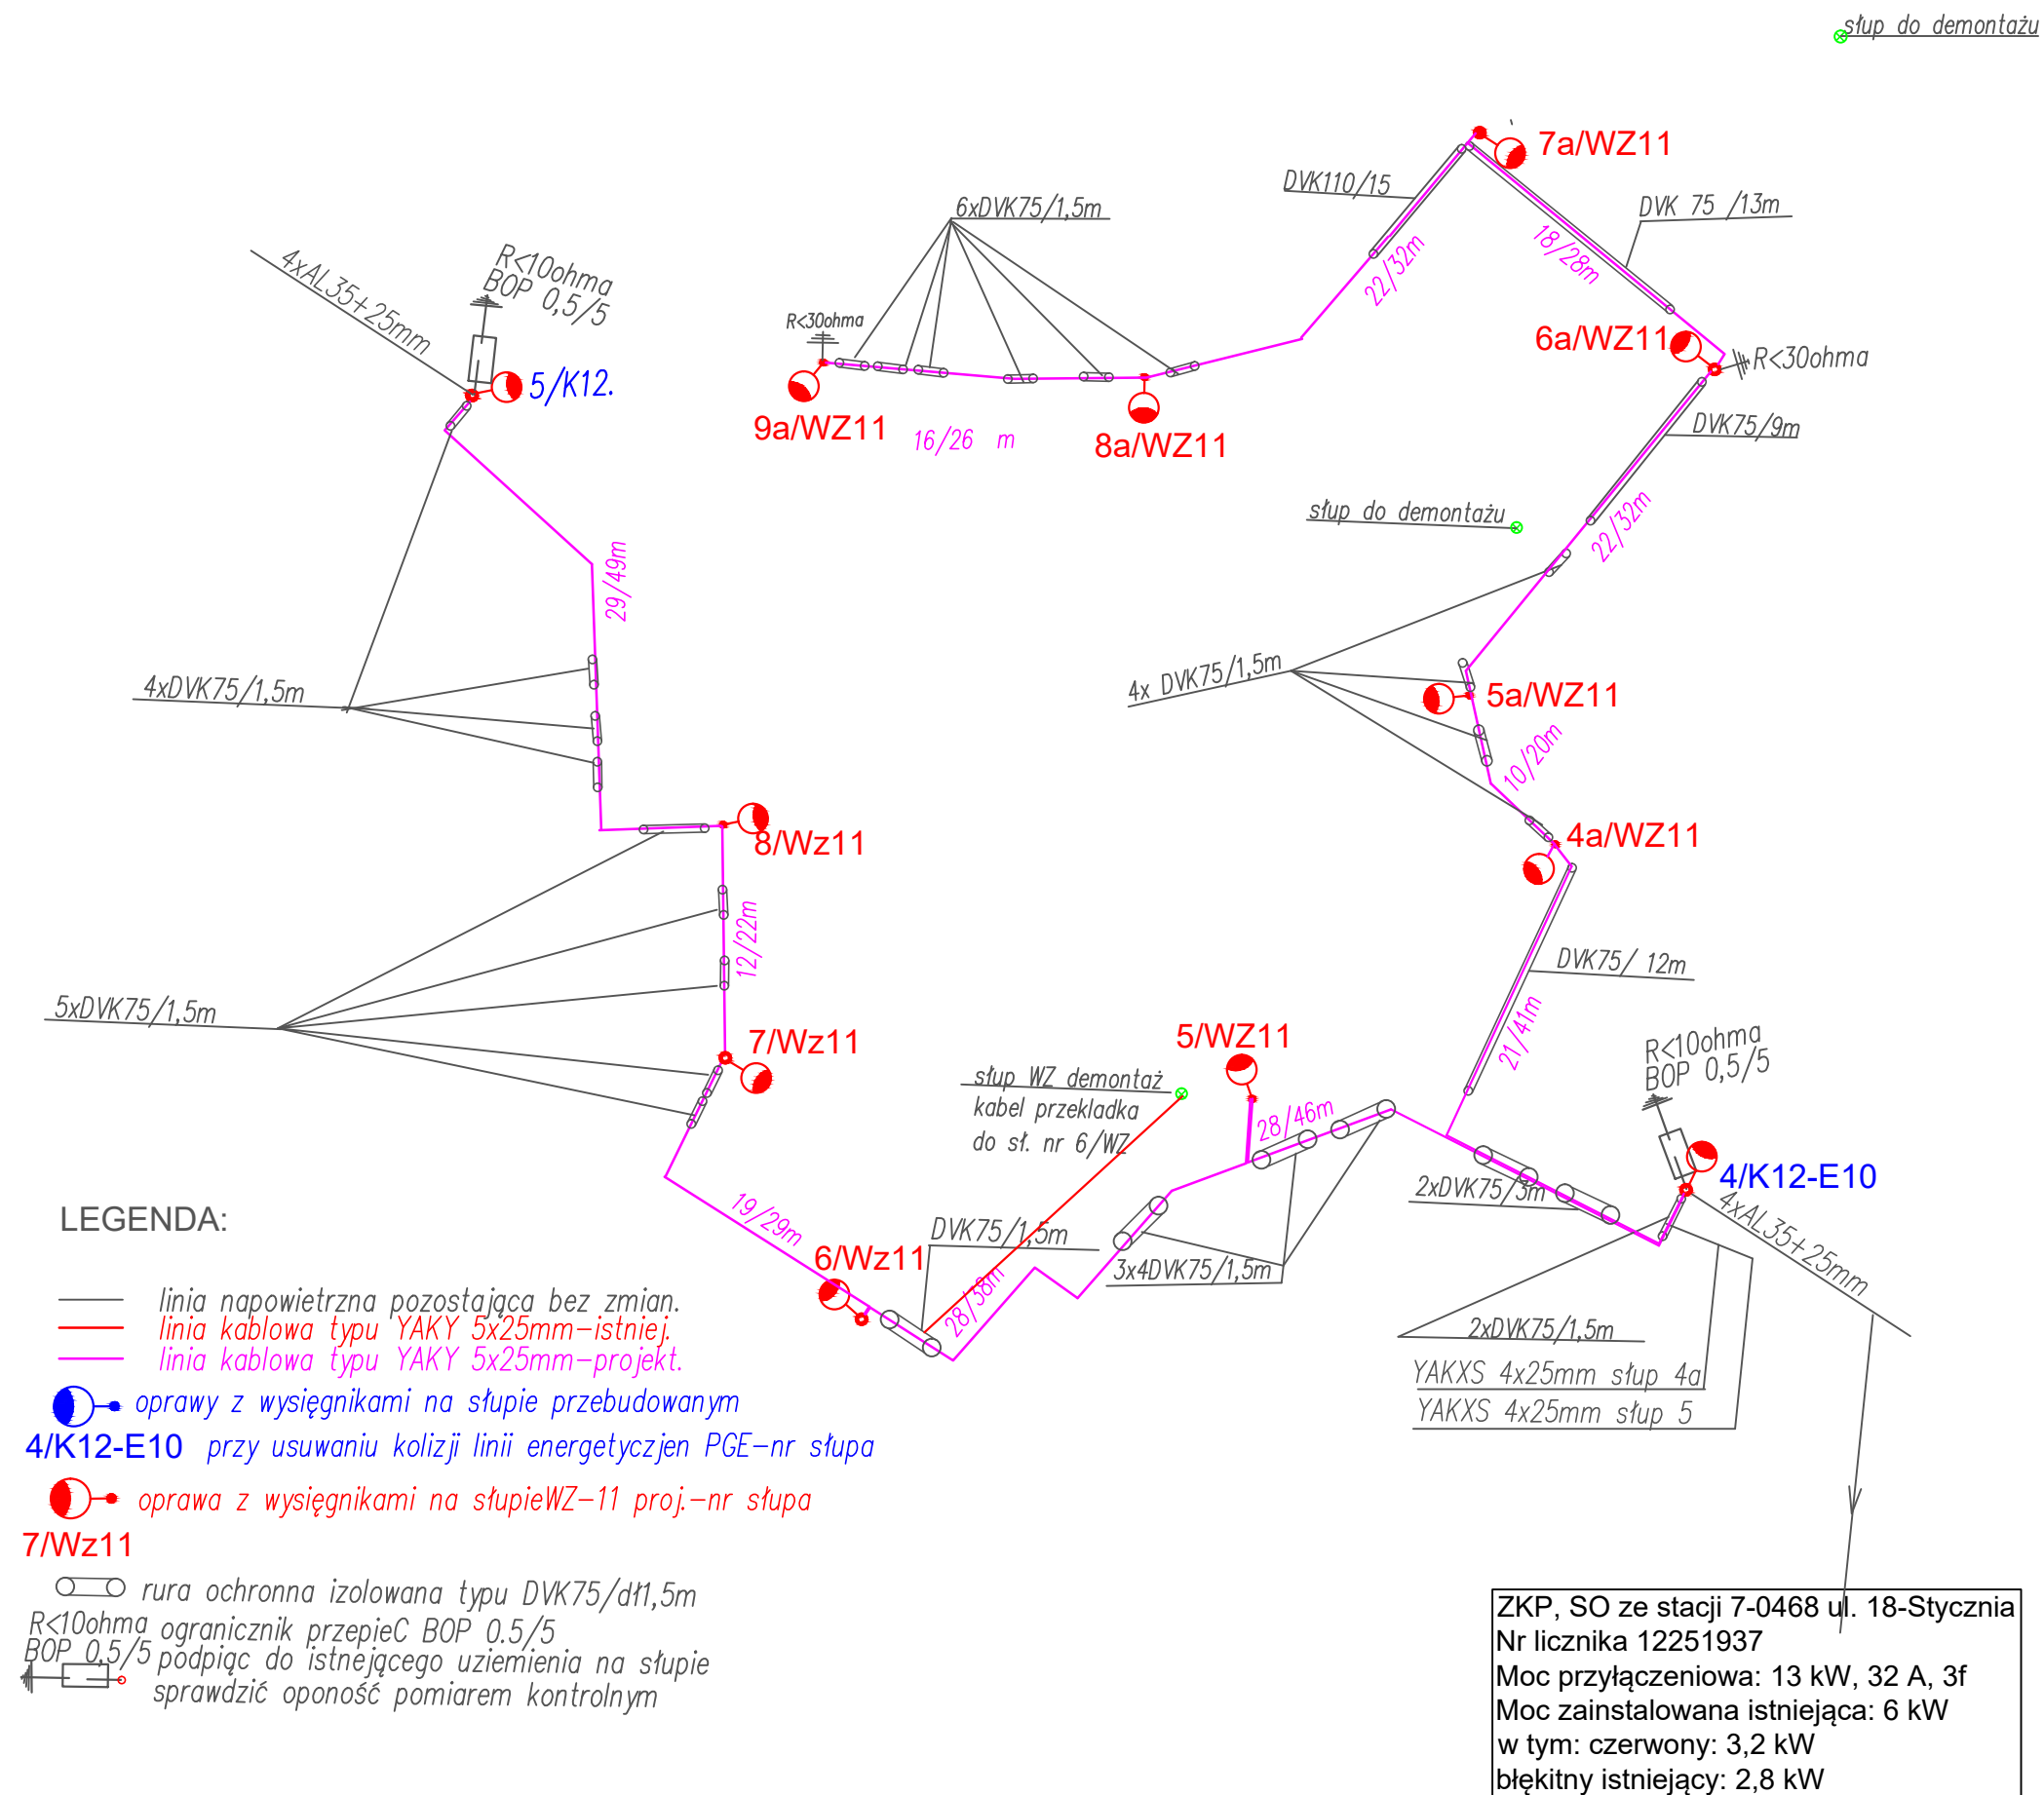 słup do demontażu
7a/WZ11
DVK110/15
6xDVK75/1,5m
DVK 75 /13m
22/32m
18/28m
4xAL35+25mm
R<10ohma
BOP 0,5/5
5/K12.
R<30ohma
6a/WZ11
R<30ohma
9a/WZ11
16/26 m
8a/WZ11
DVK75/9m
słup do demontażu
22/32m
29/49m
4xDVK75/1,5m
4x DVK75/1,5m
5a/WZ11
10/20m
8/Wz11
4a/WZ11
12/22m
DVK75/ 12m
5xDVK75/1,5m
7/Wz11
21/41m
5/WZ11
R<10ohma
BOP 0,5/5
słup WZ demontaż
kabel przekladka
do sł. nr 6/WZ
28/46m
2xDVK75/3m
4/K12-E10
4xAL35+25mm
19/29m
DVK75/1,5m
6/Wz11
28/38m
3x4DVK75/1,5m
2xDVK75/1,5m
YAKXS 4x25mm słup 4a
YAKXS 4x25mm słup 5
LEGENDA:
linia napowietrzna pozostająca bez zmian.
linia kablowa typu YAKY 5x25mm-istniej.
linia kablowa typu YAKY 5x25mm-projekt.
oprawy z wysięgnikami na słupie przebudowanym
4/K12-E10 przy usuwaniu kolizji linii energetyczjen PGE-nr słupa
oprawa z wysięgnikami na słupieWZ-11 proj.-nr słupa
7/Wz11
rura ochronna izolowana typu DVK75/dł1,5m
R<10ohma ogranicznik przepieC BOP 0.5/5
BOP 0,5/5 podpiąc do istnejącego uziemienia na słupie
sprawdzić oponość pomiarem kontrolnym
ZKP, SO ze stacji 7-0468 ul. 18-Stycznia
Nr licznika 12251937
Moc przyłączeniowa: 13 kW, 32 A, 3f
Moc zainstalowana istniejąca: 6 kW
w tym: czerwony: 3,2 kW
błękitny istniejący: 2,8 kW